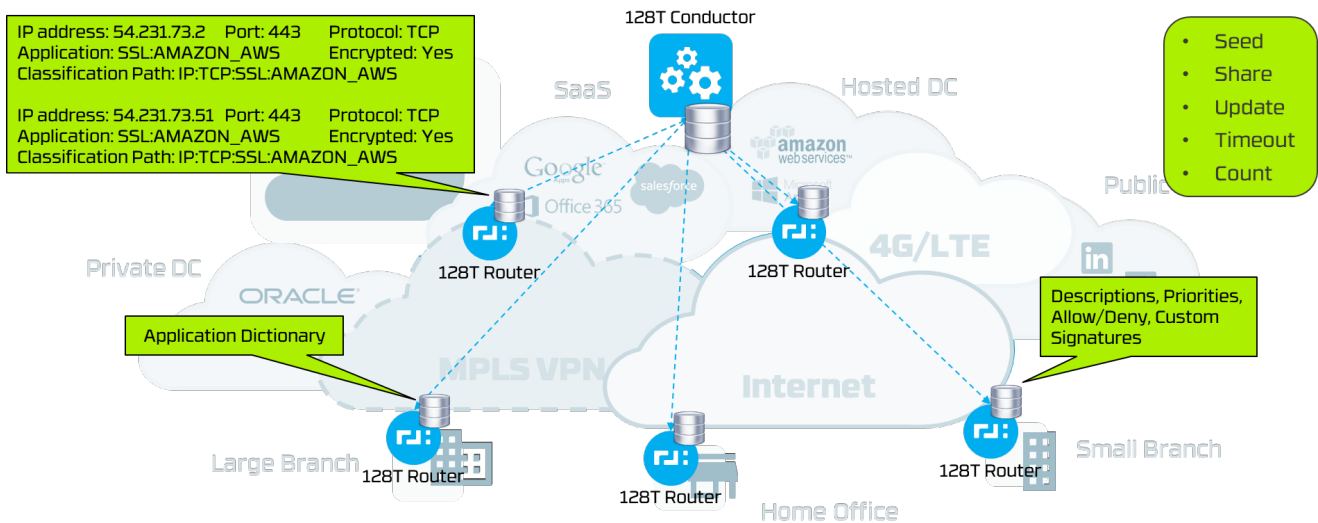 128T Conductor
IP address: 54.231.73.2 Port: 443 Protocol: TCP
Application: SSL:AMAZON_AWS Encrypted: Yes
Classification Path: IP:TCP:SSL:AMAZON_AWS
IP address: 54.231.73.51 Port: 443 Protocol: TCP
Application: SSL:AMAZON_AWS Encrypted: Yes
Classification Path: IP:TCP:SSL:AMAZON_AWS
• Seed
• Share
• Update
• Timeout
• Count
SaaS
Hosted DC
Google
Apps
salesforce
Office 365
amazon
webservices™
Public
128T Router
128T Router
4G/LTE
in
Private DC
ORACLE
Application Dictionary
Descriptions, Priorities,
Allow/Deny, Custom
Signatures
MPLS VPN
Internet
Large Branch
128T Router
128T Router
Home Office
128T Router
Small Branch